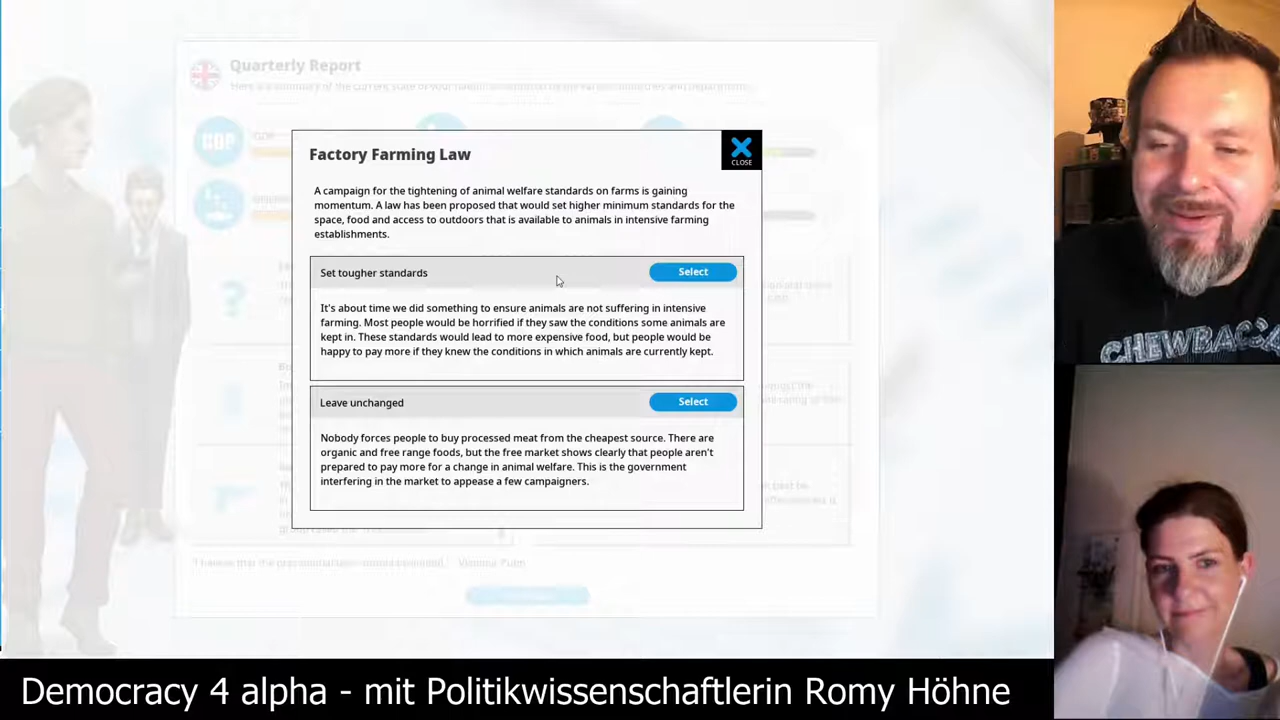 Quarterly Report
GDP
Factory Farming Law
CLOSE
A campaign for the tightening of animal welfare standards on farms is gaining
momentum. A law has been proposed that would set higher minimum standards for the
space, food and access to outdoors that is available to animals in intensive farming
establishments.
Set tougher standards
Select
It's about time we did something to ensure animals are not suffering in intensive
farming. Most people would be horrified if they saw the conditions some animals are
kept in. These standards would lead to more expensive food, but people would be
happy to pay more if they knew the conditions in which animals are currently kept.
Leave unchanged
Select
Nobody forces people to buy processed meat from the cheapest source. There are
organic and free range foods, but the free market shows clearly that people aren't
prepared to pay more for a change in animal welfare. This is the government
interfering in the market to appease a few campaigners.
CHEWBACCA
Democracy 4 alpha - mit Politikwissenschaftlerin Romy Höhne